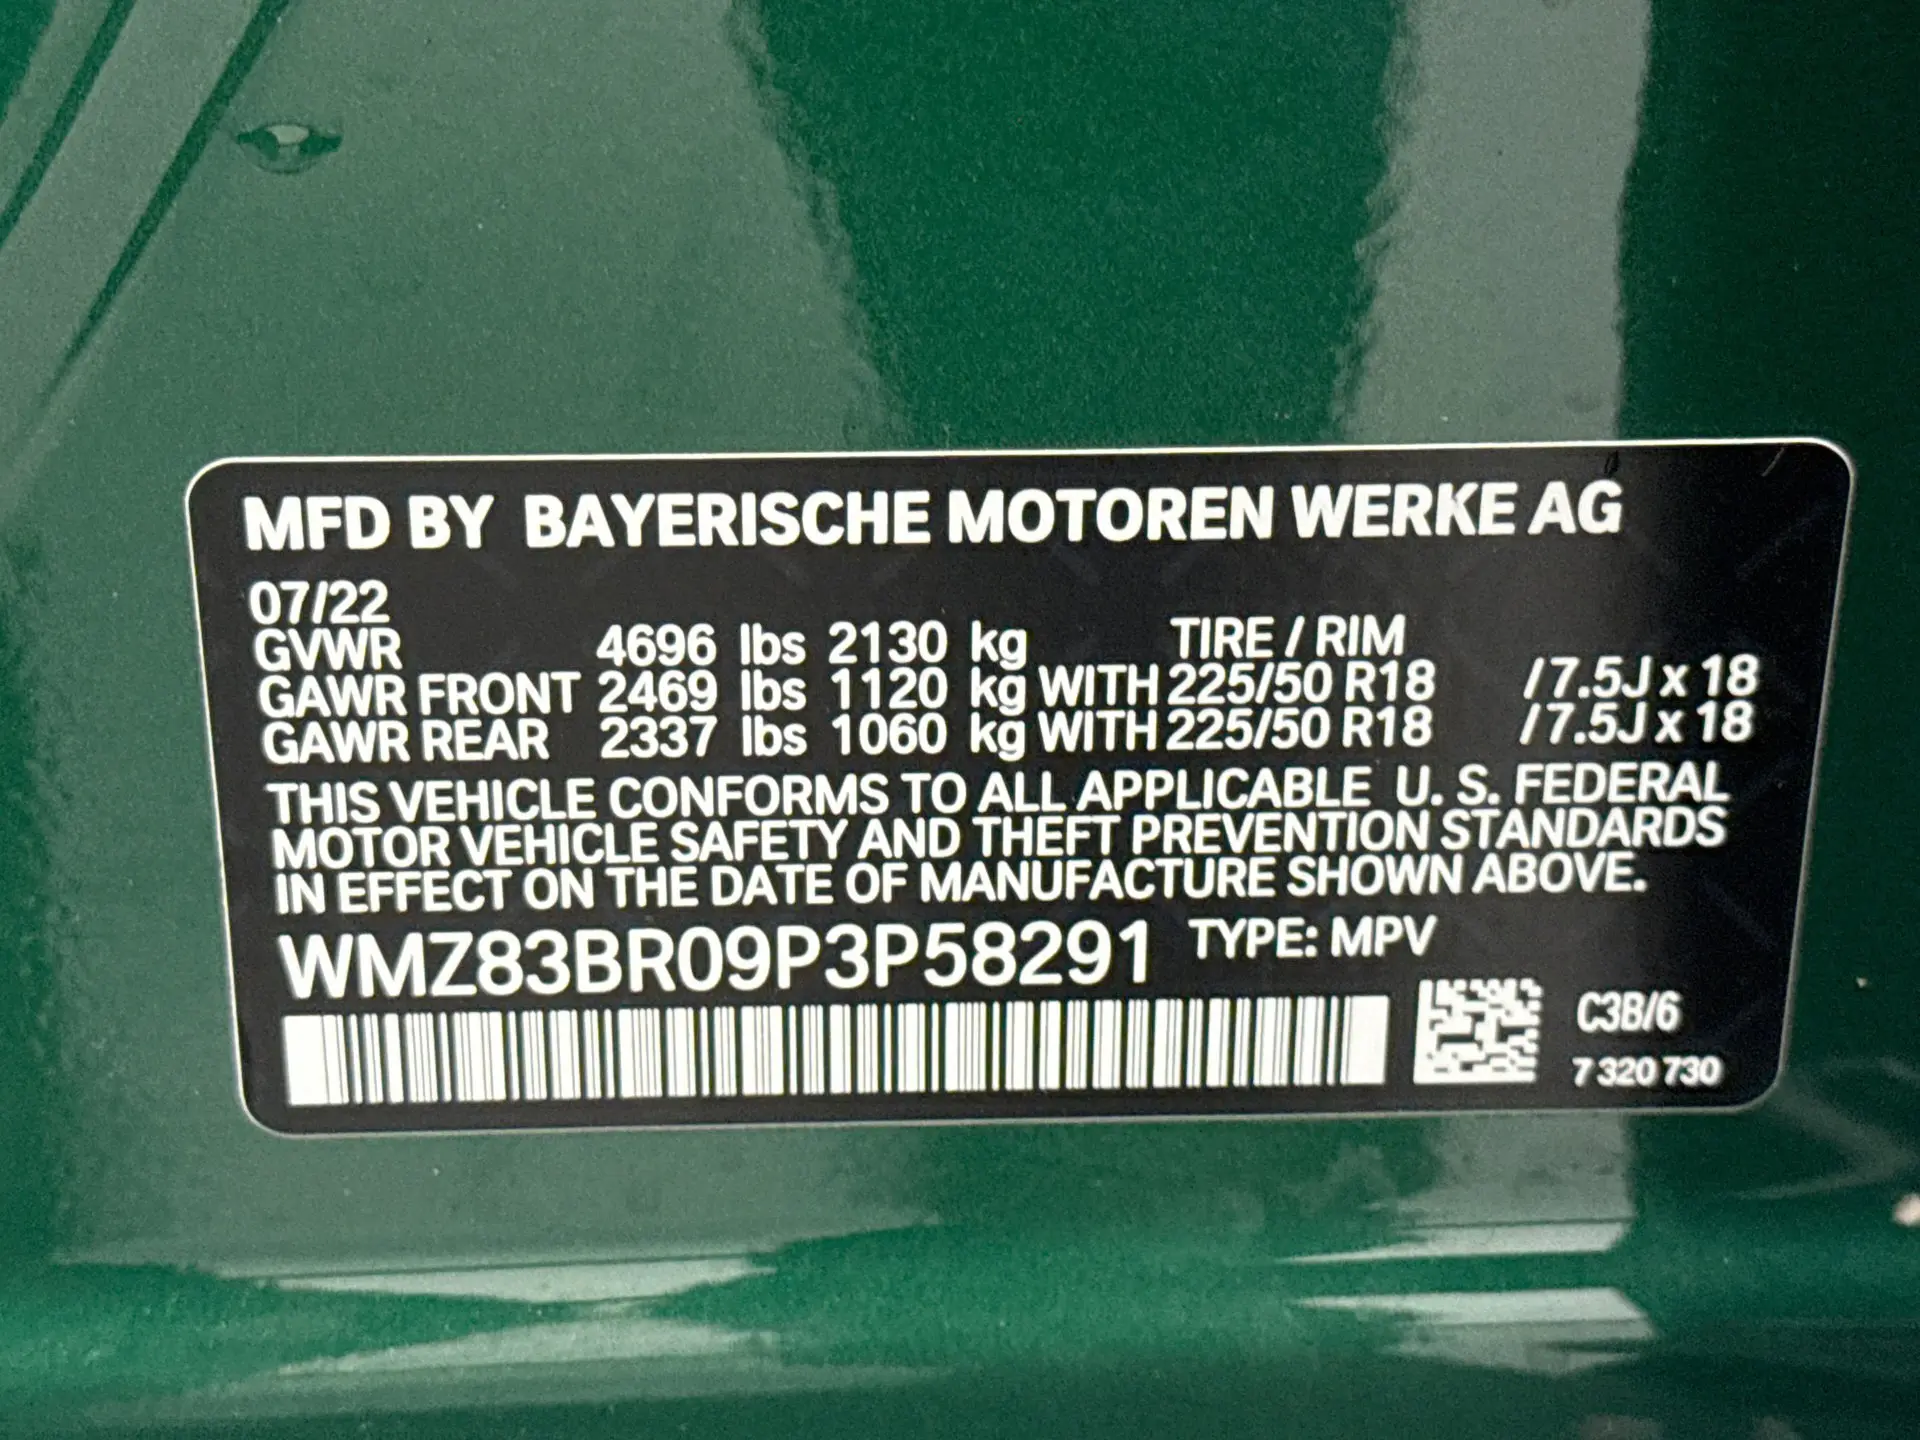 MFD BY BAYERISCHE MOTOREN WERKE AG
07/22
GVWR 4696 lbs 2130 kg TIRE / RIM
GAWR FRONT 2469 lbs 1120 kg WITH 225/50 R18 /7.5J x 18
GAWR REAR 2337 lbs 1060 kg WITH 225/50 R18 /7.5J x 18
THIS VEHICLE CONFORMS TO ALL APPLICABLE U. S. FEDERAL
MOTOR VEHICLE SAFETY AND THEFT PREVENTION STANDARDS
IN EFFECT ON THE DATE OF MANUFACTURE SHOWN ABOVE.
WMZ83BR09P3P58291 TYPE: MPV
C3B/6
7 320 730